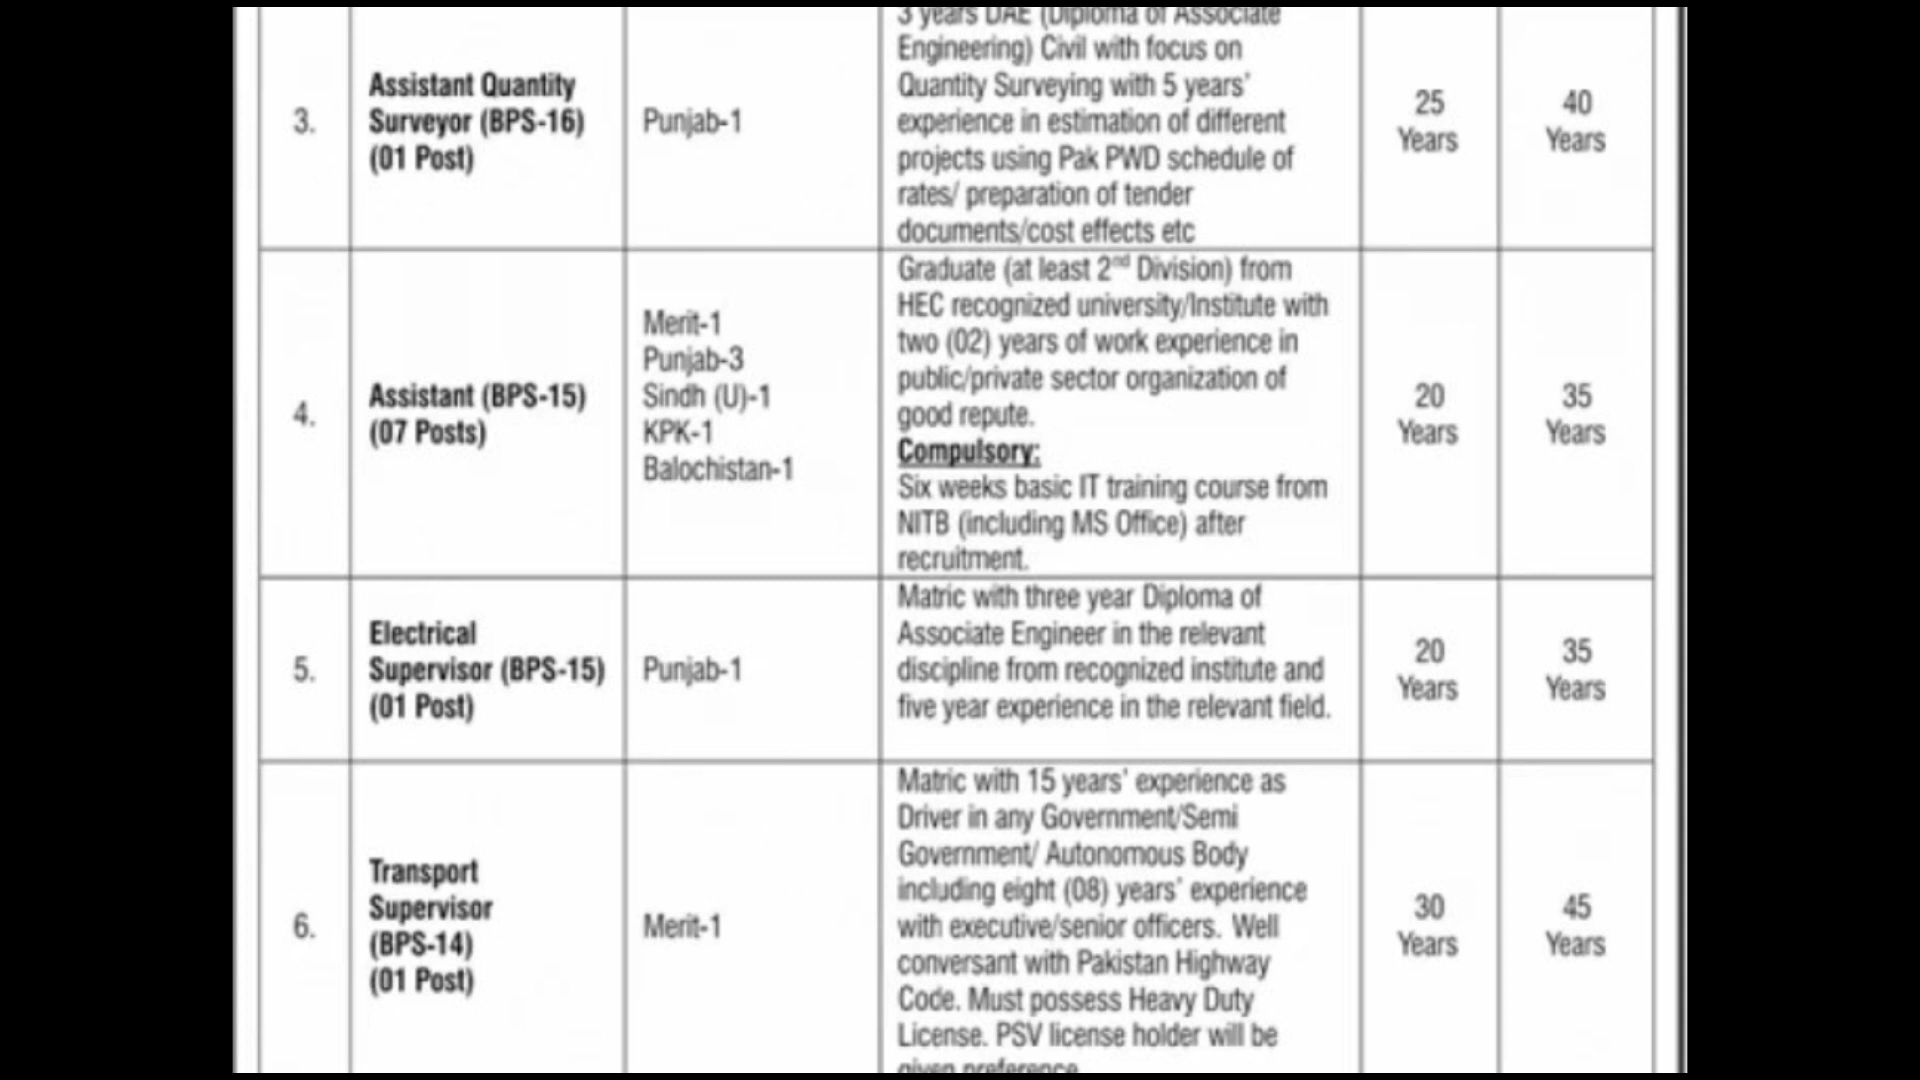 3.
Assistant Quantity
Surveyor (BPS-16)
(01 Post)
Punjab-1
3 years DAE (Diploma of Associate
Engineering) Civil with focus on
Quantity Surveying with 5 years'
experience in estimation of different
projects using Pak PWD schedule of
rates/ preparation of tender
documents/cost effects etc
25
Years
40
Years
4.
Assistant (BPS-15)
(07 Posts)
Merit-1
Punjab-3
Sindh (U)-1
KPK-1
Balochistan-1
Graduate (at least 2nd Division) from
HEC recognized university/Institute with
two (02) years of work experience in
public/private sector organization of
good repute.
Compulsory:
Six weeks basic IT training course from
NITB (including MS Office) after
recruitment.
20
Years
35
Years
5.
Electrical
Supervisor (BPS-15)
(01 Post)
Punjab-1
Matric with three year Diploma of
Associate Engineer in the relevant
discipline from recognized institute and
five year experience in the relevant field.
20
Years
35
Years
6.
Transport
Supervisor
(BPS-14)
(01 Post)
Merit-1
Matric with 15 years' experience as
Driver in any Government/Semi
Government/ Autonomous Body
including eight (08) years' experience
with executive/senior officers. Well
conversant with Pakistan Highway
Code. Must possess Heavy Duty
License. PSV license holder will be
given preference
30
Years
45
Years